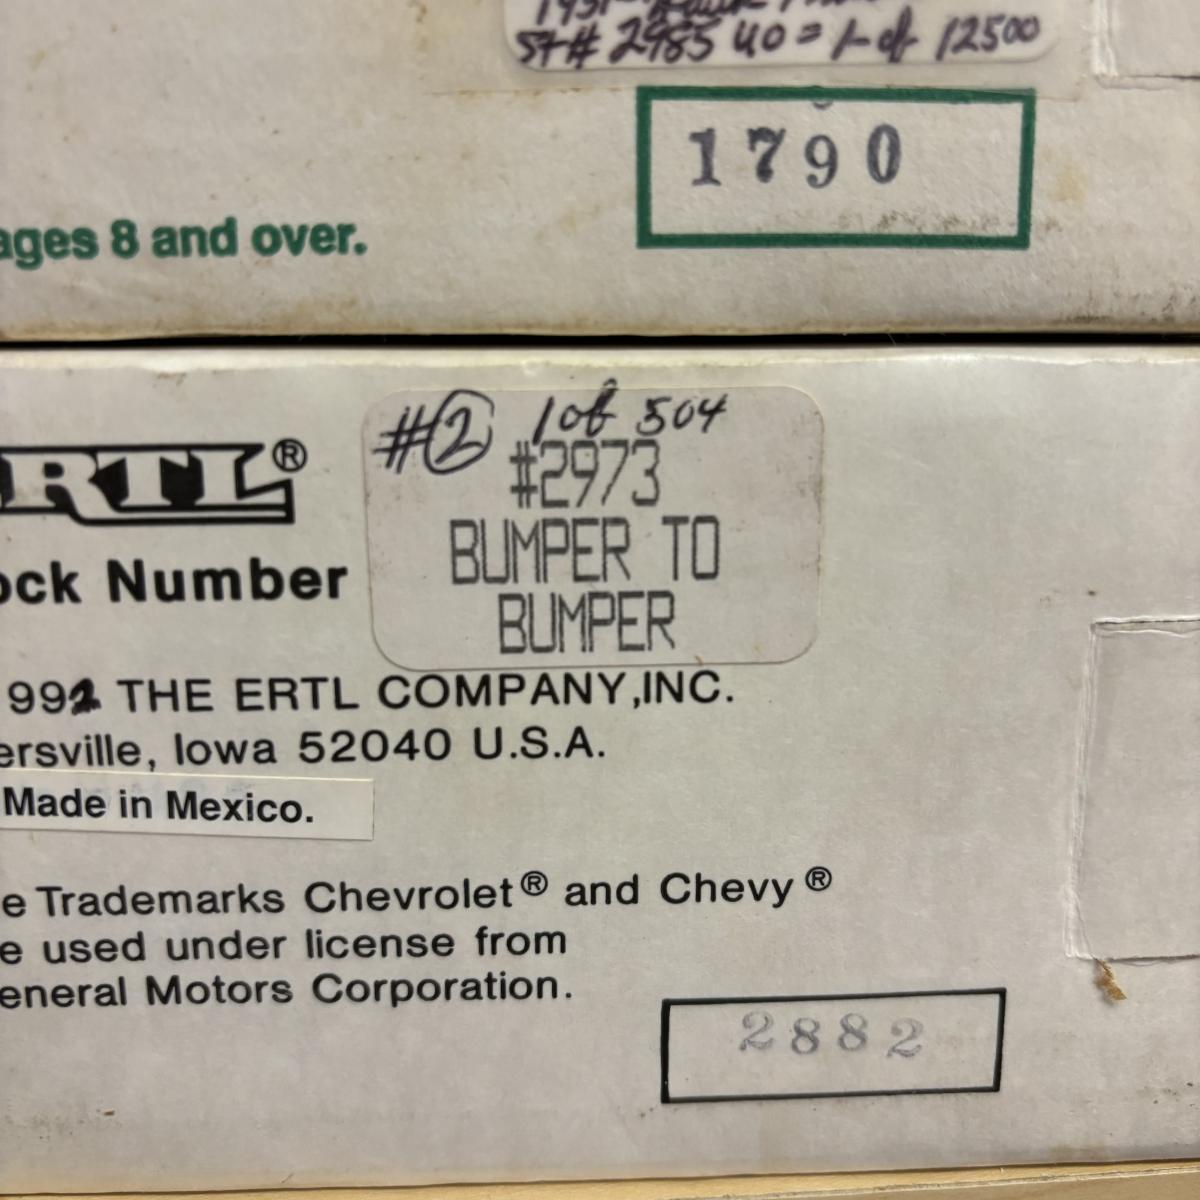 St# 2985 UO = 1 of 12500
1790
ages 8 and over.
#2 1 of 504
#2973
BUMPER TO
BUMPER
RTL®
ock Number
992 THE ERTL COMPANY,INC.
ersville, Iowa 52040 U.S.A.
Made in Mexico.
e Trademarks Chevrolet® and Chevy®
e used under license from
eneral Motors Corporation.
2882